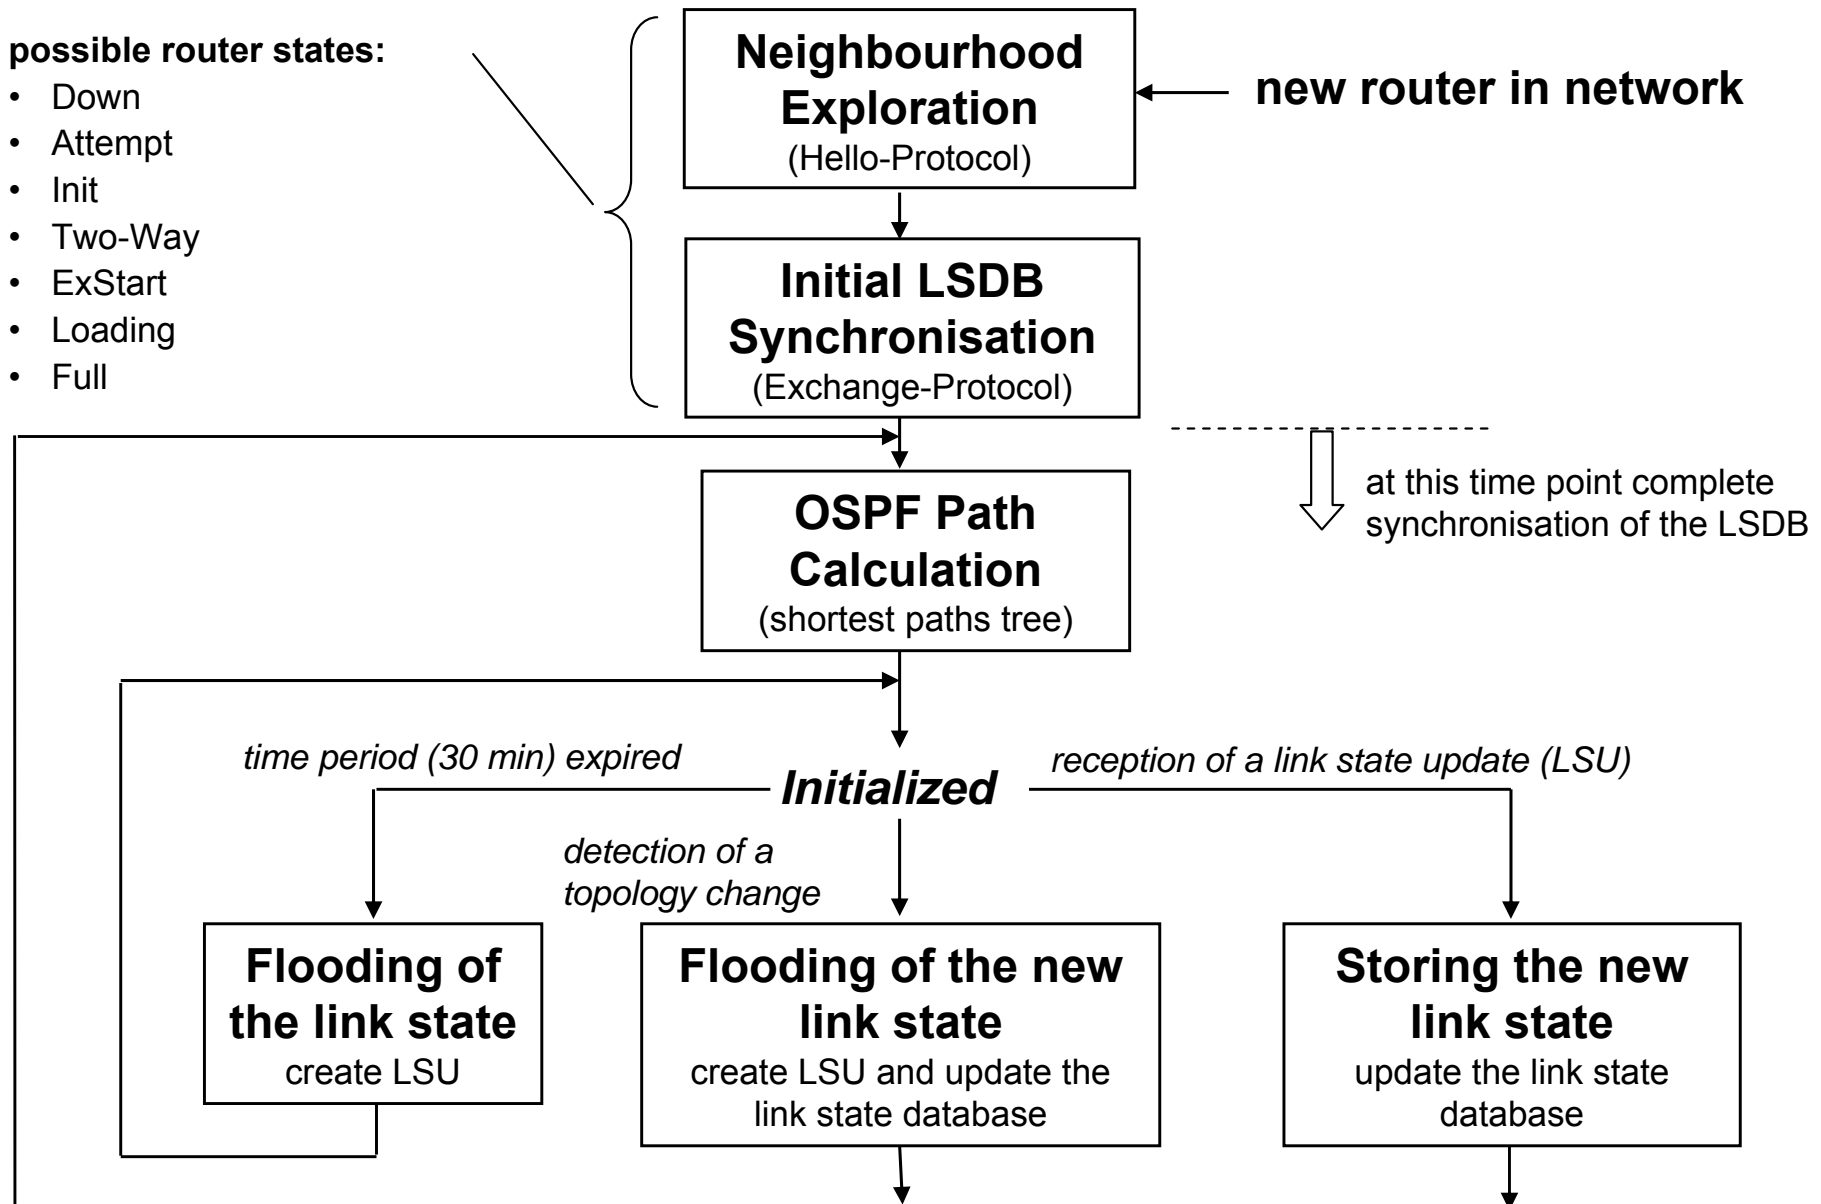 possible router states:
• Down
• Attempt
• Init
• Two-Way
• ExStart
• Loading
• Full
Neighbourhood
Exploration
(Hello-Protocol)
new router in network
Initial LSDB
Synchronisation
(Exchange-Protocol)
at this time point complete
synchronisation of the LSDB
OSPF Path
Calculation
(shortest paths tree)
time period (30 min) expired
Initialized
reception of a link state update (LSU)
detection of a
topology change
Flooding of
the link state
create LSU
Flooding of the new
link state
create LSU and update the
link state database
Storing the new
link state
update the link state
database